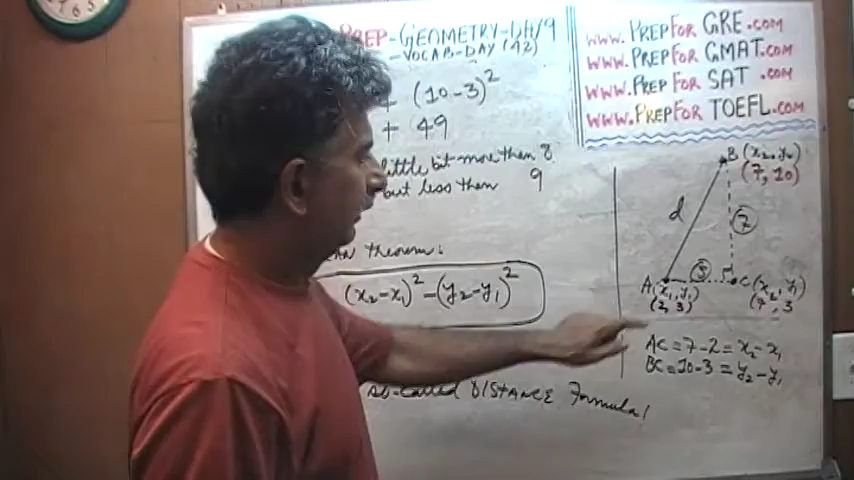 PREP-GEOMETRY-LH/9
-VOCAB-DAY (42)
+ (10-3)²
+ 49
little bit more than 8
but less than 9
theorem:
(x₂-x₁)² - (y₂-y₁)²
so-called DISTANCE Formula!
www.PREPFOR GRE.com
www.PREPFOR GMAT.com
www.PREPFOR SAT.com
www.PREPFOR TOEFL.com
B (x₂, y₂)
(7, 10)
d
7
5
A (x₁, y₁)
(2, 3)
C (x₂, y₁)
(7, 3
AC = 7-2 = x₂-x₁
BC = 10-3 = y₂-y₁